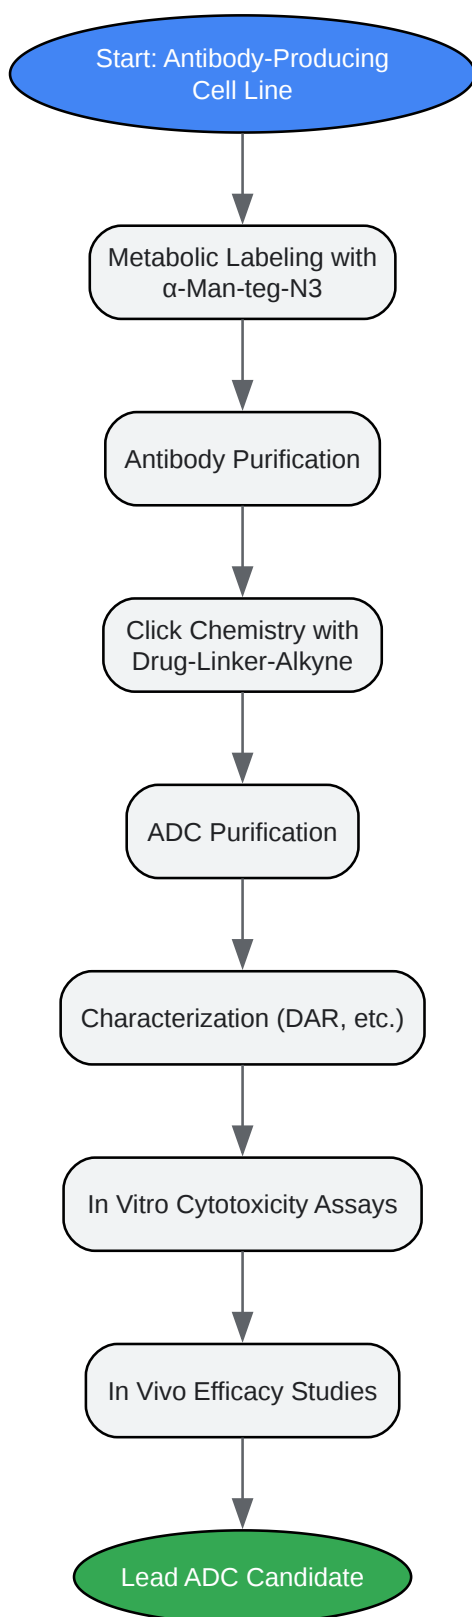 Start: Antibody-Producing
Cell Line
Metabolic Labeling with
α-Man-teg-N3
Antibody Purification
Click Chemistry with
Drug-Linker-Alkyne
ADC Purification
Characterization (DAR, etc.)
In Vitro Cytotoxicity Assays
In Vivo Efficacy Studies
Lead ADC Candidate